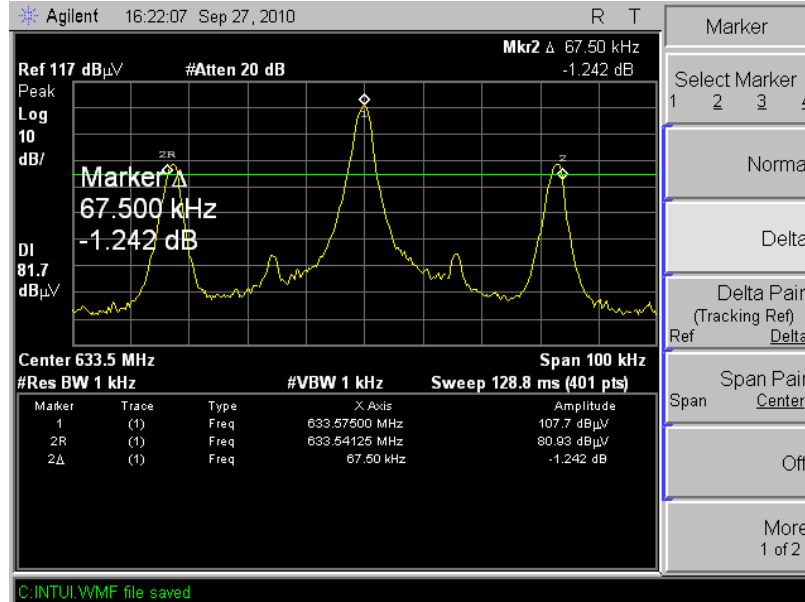 Agilent 16:22:07 Sep 27, 2010 R T
Mkr2 Δ 67.50 kHz
Ref 117 dBµV #Atten 20 dB -1.242 dB
Peak
Log
10
dB/
2R
1
2
Marker Δ
67.500 kHz
-1.242 dB
DI
81.7
dBµV
Center 633.5 MHz Span 100 kHz
#Res BW 1 kHz #VBW 1 kHz Sweep 128.8 ms (401 pts)
Marker Trace Type X Axis Amplitude
1 (1) Freq 633.57500 MHz 107.7 dBµV
2R (1) Freq 633.54125 MHz 80.93 dBµV
2Δ (1) Freq 67.50 kHz -1.242 dB
C:INTUI.WMF file saved
Marker
Select Marker
1 2 3 4
Norma
Delta
Delta Pair
(Tracking Ref)
Ref Delta
Span Pair
Span Center
Off
More
1 of 2